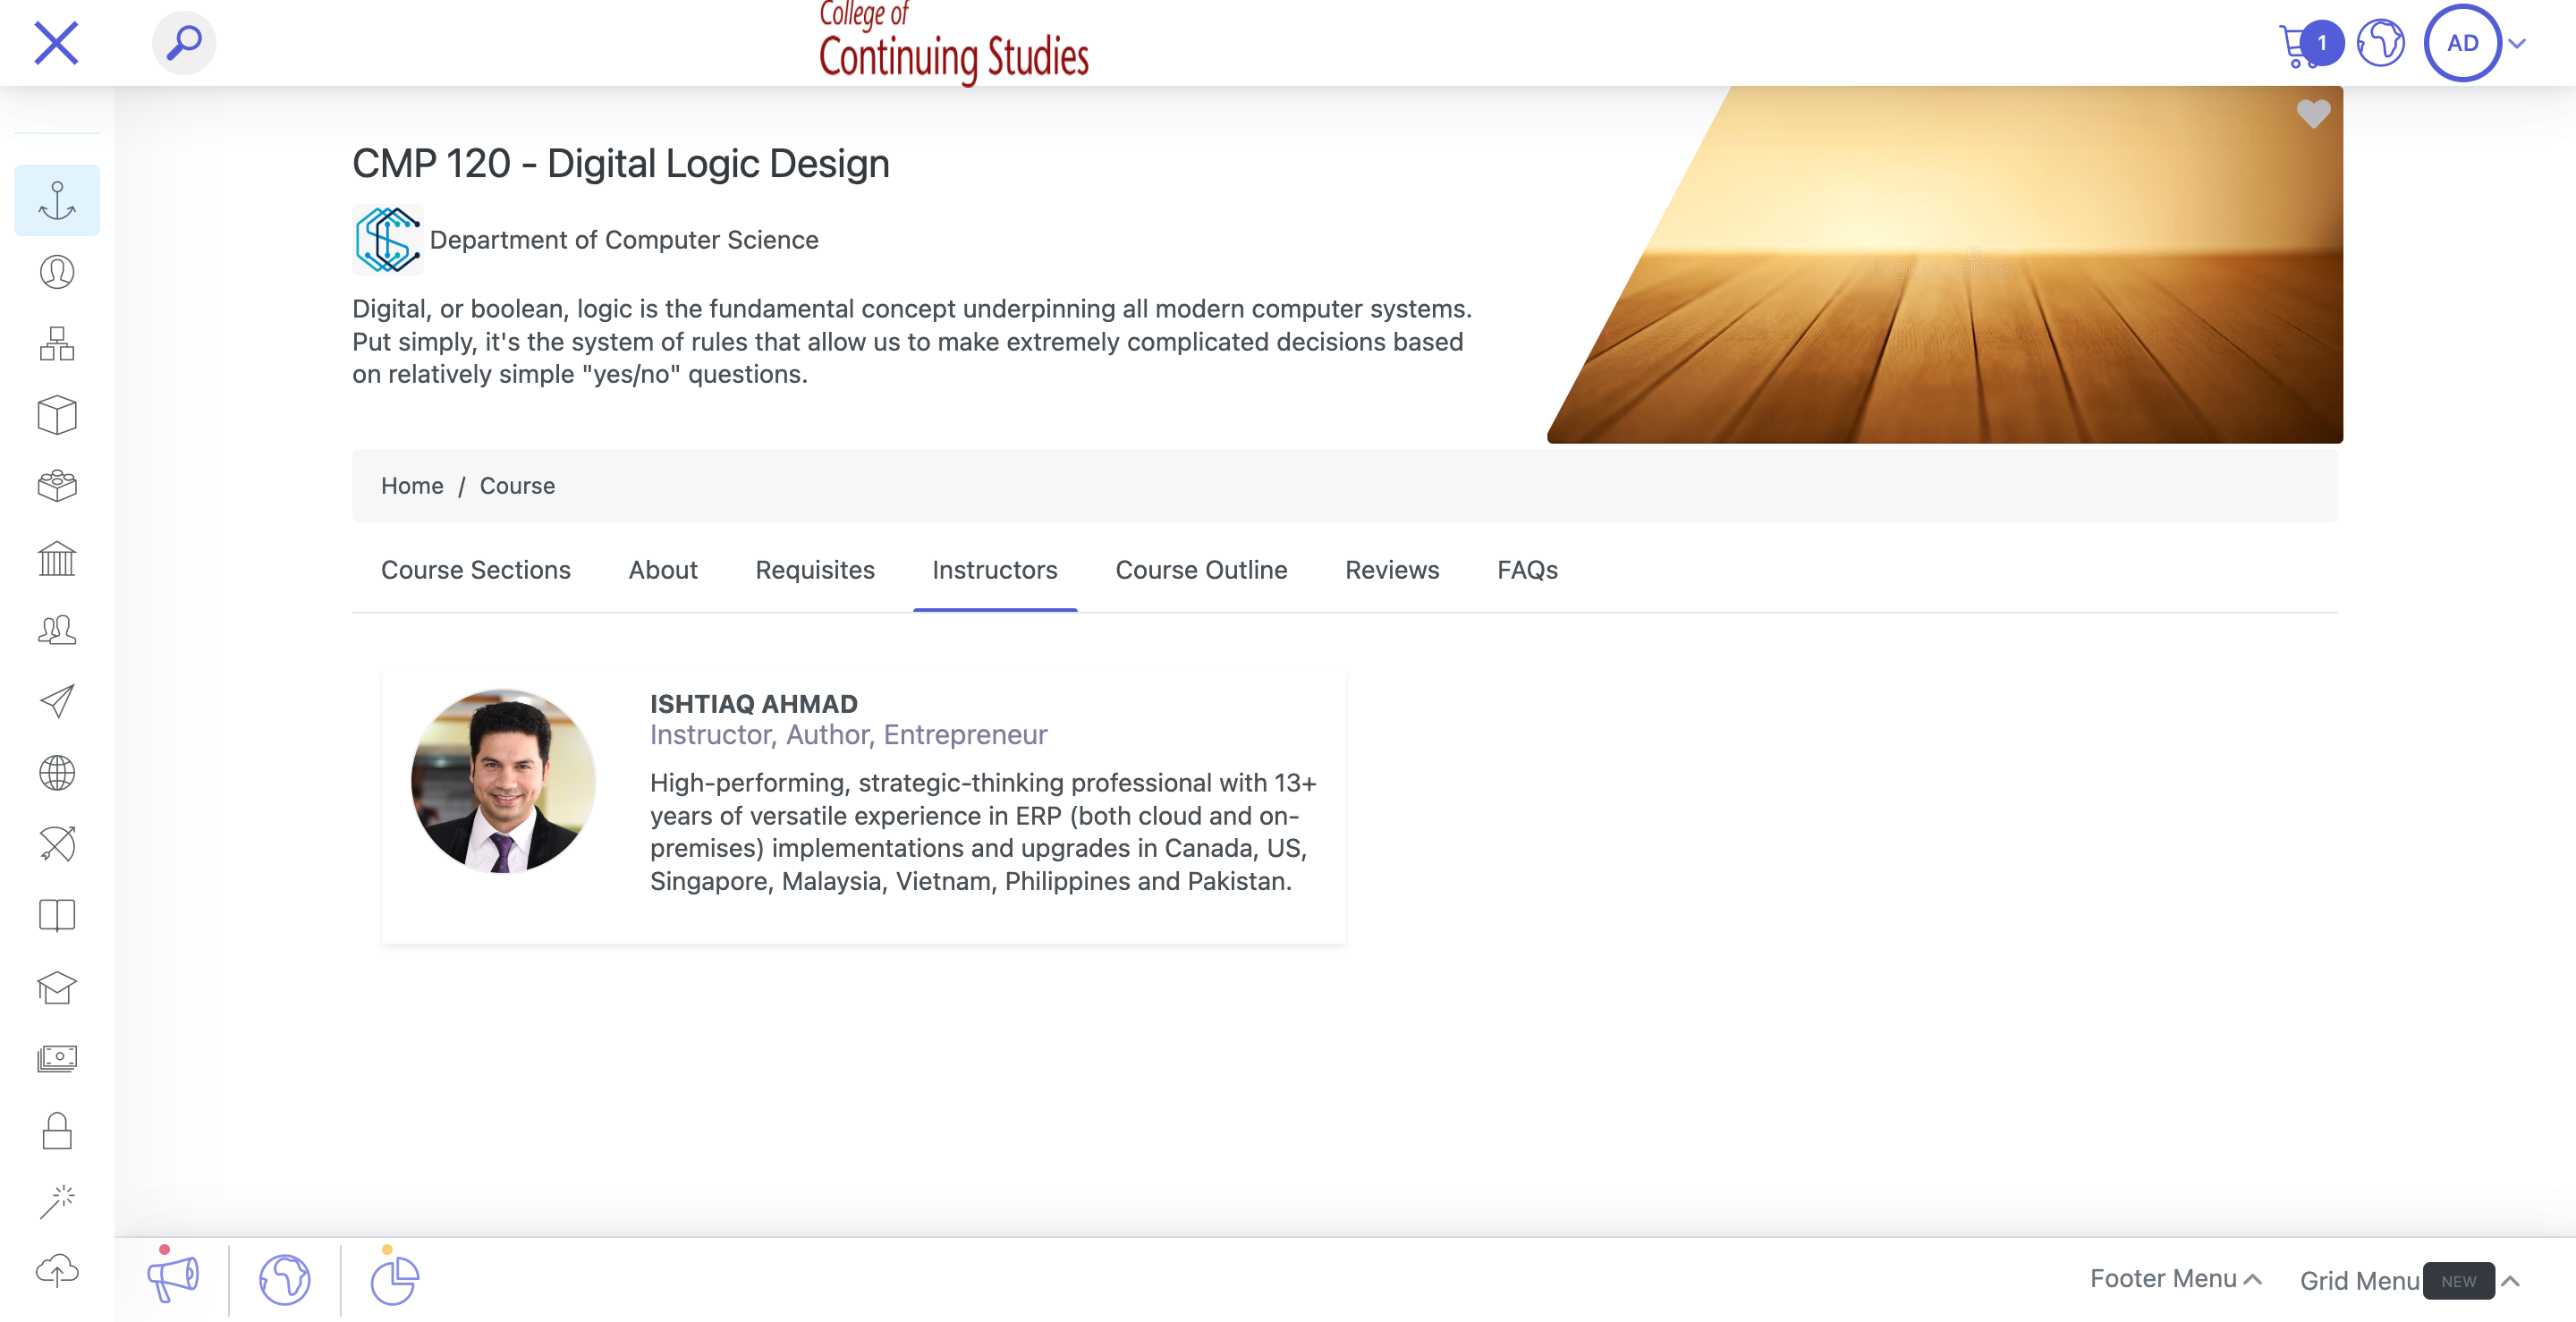 College of
Continuing Studies
1
AD
CMP 120 - Digital Logic Design
Department of Computer Science
Digital, or boolean, logic is the fundamental concept underpinning all modern computer systems.
Put simply, it's the system of rules that allow us to make extremely complicated decisions based
on relatively simple "yes/no" questions.
Home / Course
Course Sections About Requisites Instructors Course Outline Reviews FAQs
ISHTIAQ AHMAD
Instructor, Author, Entrepreneur
High-performing, strategic-thinking professional with 13+
years of versatile experience in ERP (both cloud and on-
premises) implementations and upgrades in Canada, US,
Singapore, Malaysia, Vietnam, Philippines and Pakistan.
Footer Menu Grid Menu NEW